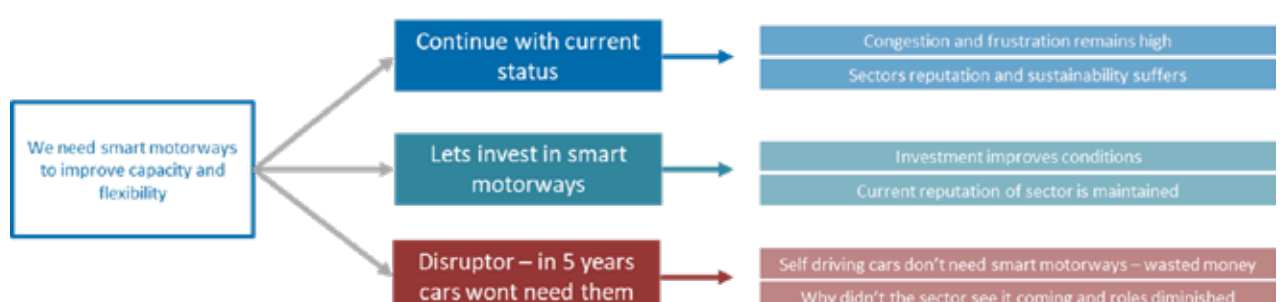 Continue with current
status
Congestion and frustration remains high
Sectors reputation and sustainability suffers
We need smart motorways
to improve capacity and
flexibility
Lets invest in smart
motorways
Investment improves conditions
Current reputation of sector is maintained
Disruptor – in 5 years
cars wont need them
Self driving cars don't need smart motorways – wasted money
Why didn't the sector see it coming and roles diminished